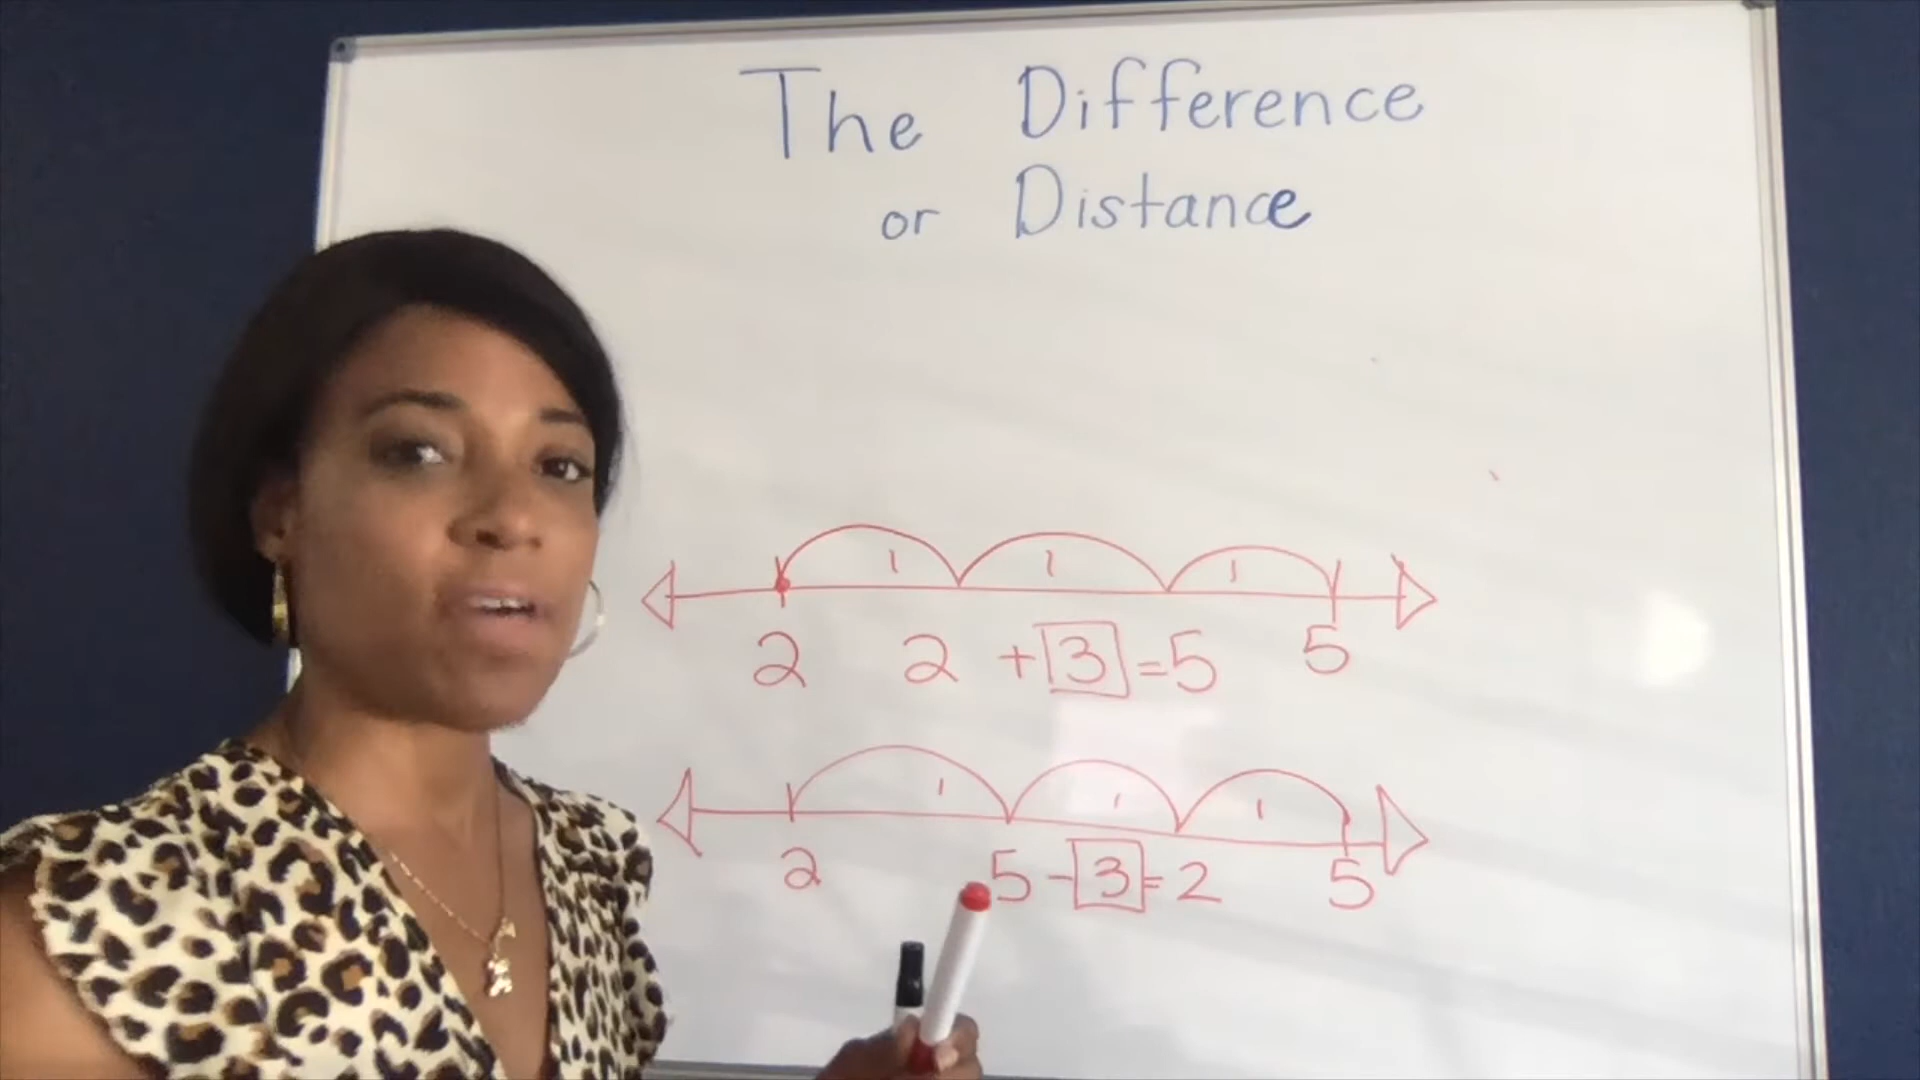 The Difference
or Distance
1 1 1
2 2 + 3 = 5 5
1 1 1
2 5 - 3 = 2 5